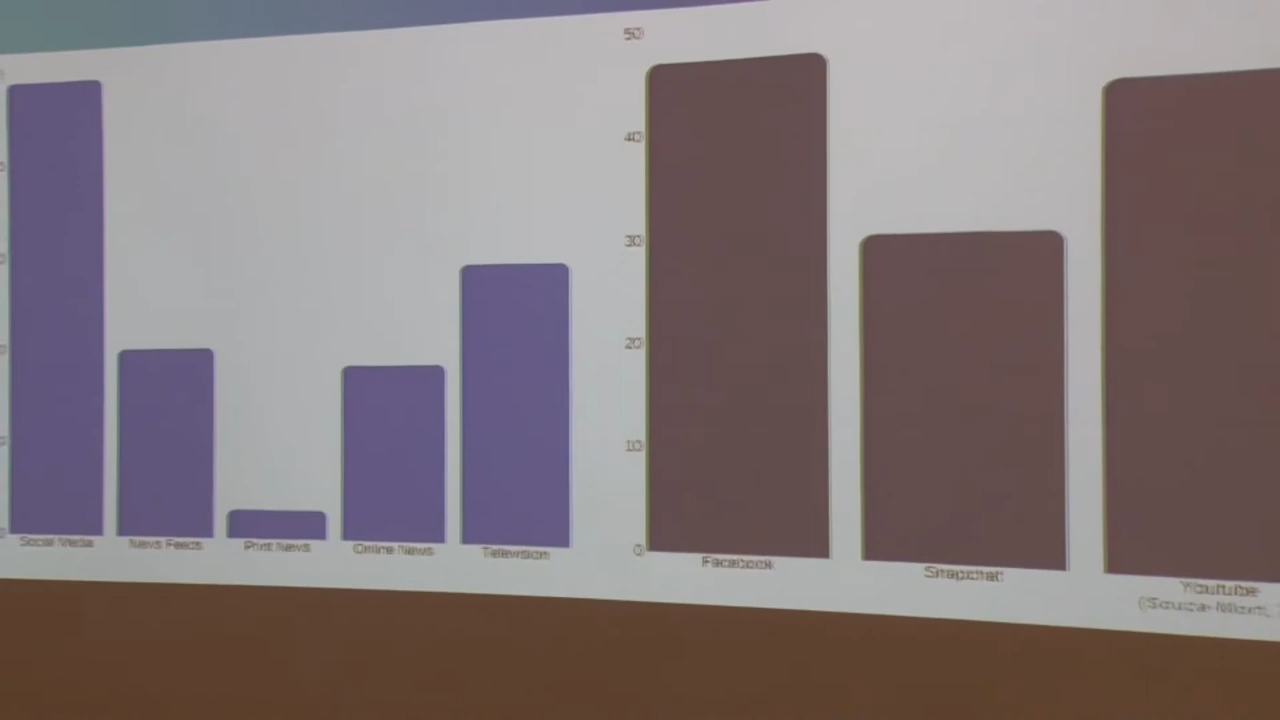 Social Media
News Feeds
Print News
Online News
Television
50
40
30
20
10
0
Facebook
Snapchat
Youtube